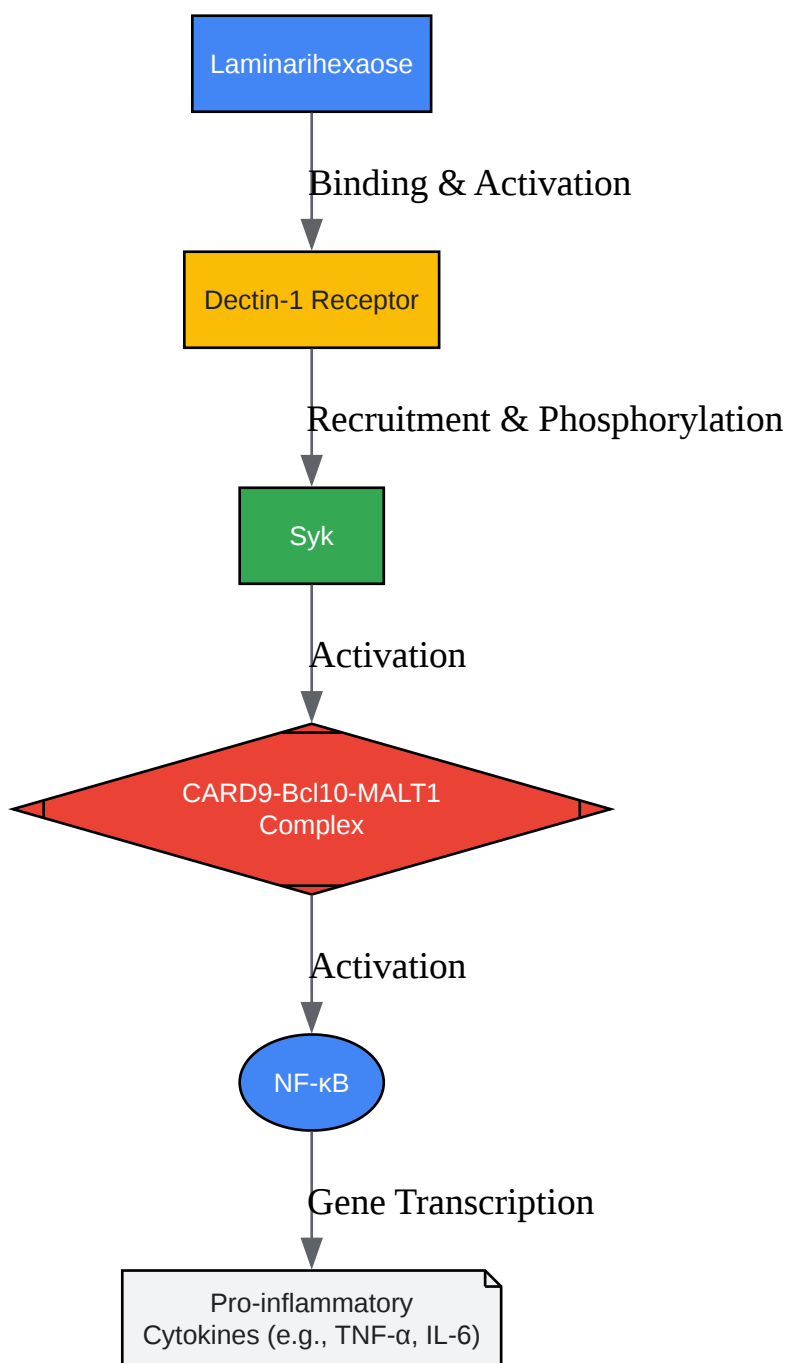 Laminarihexaose
Binding & Activation
Dectin-1 Receptor
Recruitment & Phosphorylation
Syk
Activation
CARD9-Bcl10-MALT1
Complex
Activation
NF-κB
Gene Transcription
Pro-inflammatory
Cytokines (e.g., TNF-α, IL-6)